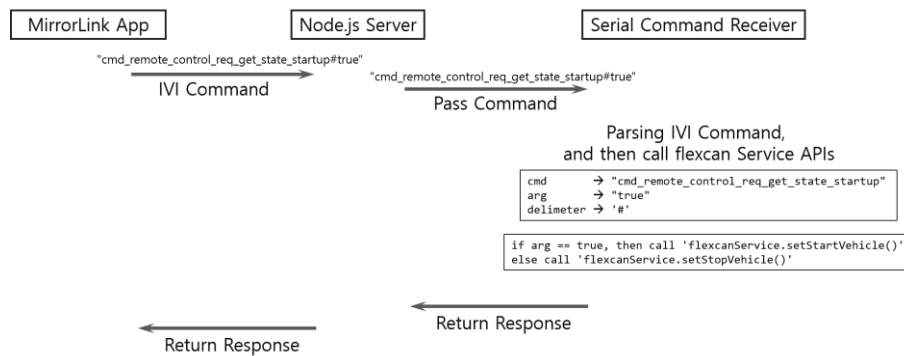 MirrorLink App
Node.js Server
Serial Command Receiver
"cmd_remote_control_req_get_state_startup#true"
IVI Command
"cmd_remote_control_req_get_state_startup#true"
Pass Command
Parsing IVI Command,
and then call flexcan Service APIs
cmd → "cmd_remote_control_req_get_state_startup"
arg → "true"
delimeter → '#'
if arg == true, then call 'flexcanService.setStartVehicle()'
else call 'flexcanService.setStopVehicle()'
Return Response
Return Response